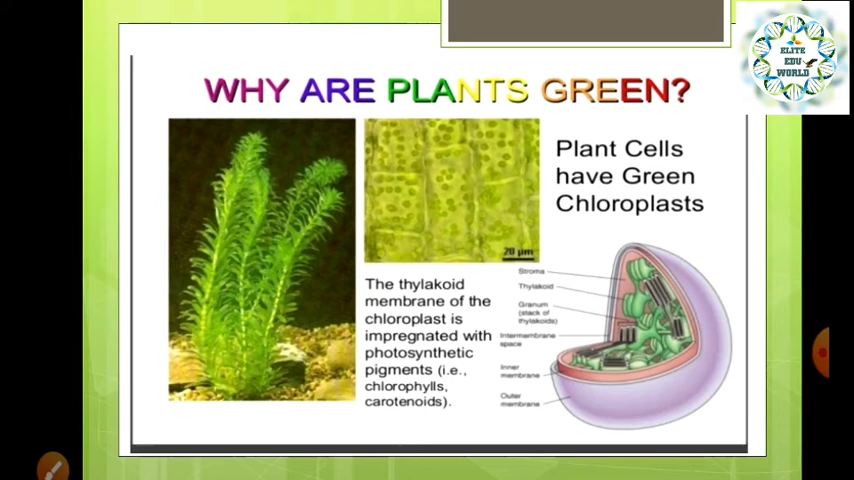 ELITE
EDU
WORLD
WHY ARE PLANTS GREEN?
Plant Cells
have Green
Chloroplasts
20 µm
The thylakoid
membrane of the
chloroplast is
impregnated with
photosynthetic
pigments (i.e.,
chlorophylls,
carotenoids).
Stroma
Thylakoid
Granum
(stack of
thylakoids)
Intermembrane
space
Inner
membrane
Outer
membrane